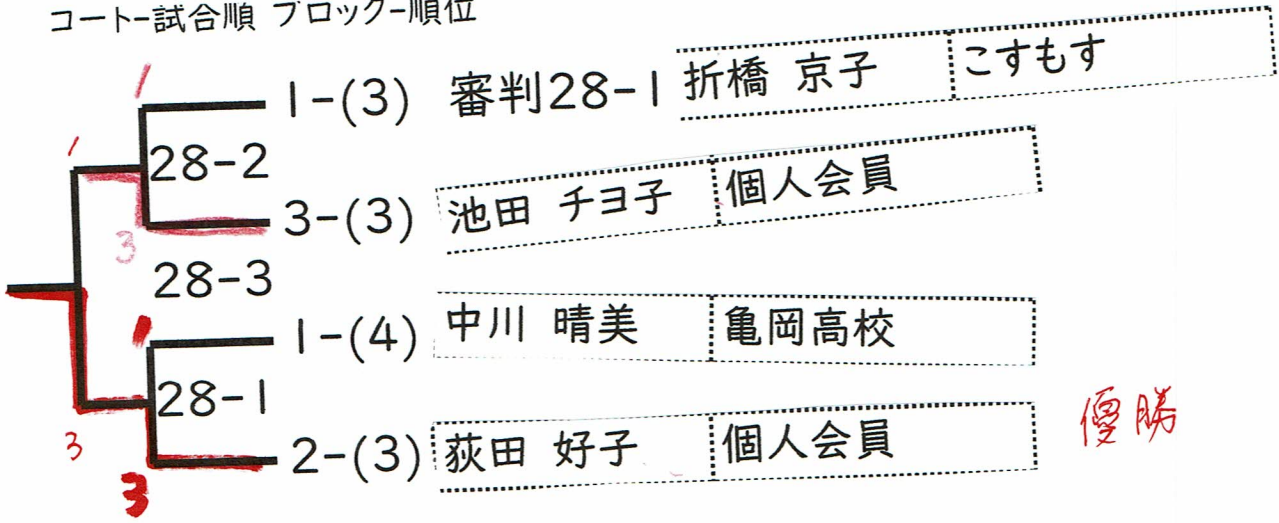 コート-試合順 ブロック-順位
1
1-(3) 審判28-1 折橋 京子 こすもす
1
28-2
3-(3) 池田 チヨ子 個人会員
3
28-3
1
1-(4) 中川 晴美 亀岡高校
28-1
3
2-(3) 荻田 好子 個人会員 優勝
3